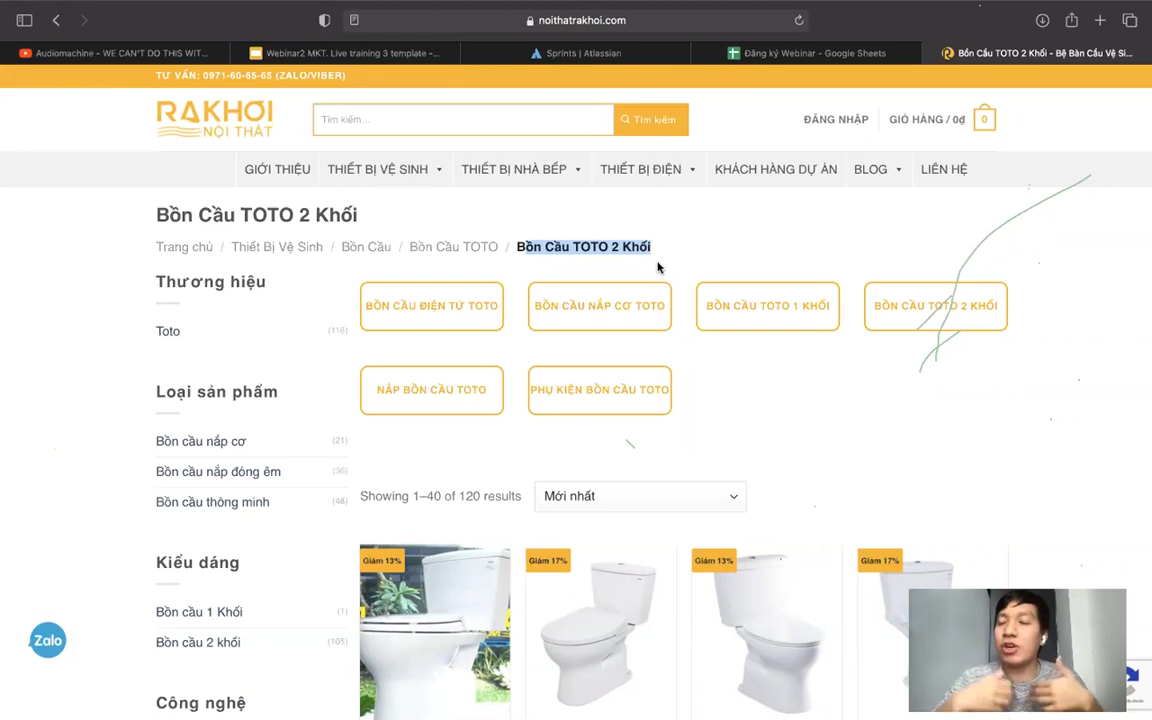 noithatrakhoi.com
Audiomachine - WE CAN'T DO THIS WIT...
Webinar2 MKT. Live training 3 template -...
Sprints | Atlassian
Đăng ký Webinar - Google Sheets
Bồn Cầu TOTO 2 Khối - Bệ Bàn Cầu Vệ Si...
TƯ VẤN: 0971-60-65-65 (ZALO/VIBER)
RAKHƠI
NỘI THẤT
Tìm kiếm...
Tìm kiếm
ĐĂNG NHẬP
GIỎ HÀNG / 0₫
0
GIỚI THIỆU
THIẾT BỊ VỆ SINH
THIẾT BỊ NHÀ BẾP
THIẾT BỊ ĐIỆN
KHÁCH HÀNG DỰ ÁN
BLOG
LIÊN HỆ
Bồn Cầu TOTO 2 Khối
Trang chủ / Thiết Bị Vệ Sinh / Bồn Cầu / Bồn Cầu TOTO / Bồn Cầu TOTO 2 Khối
Thương hiệu
Toto (116)
BỒN CẦU ĐIỆN TỬ TOTO
BỒN CẦU NẮP CƠ TOTO
BỒN CẦU TOTO 1 KHỐI
BỒN CẦU TOTO 2 KHỐI
NẮP BỒN CẦU TOTO
PHỤ KIỆN BỒN CẦU TOTO
Loại sản phẩm
Bồn cầu nắp cơ (21)
Bồn cầu nắp đóng êm (36)
Bồn cầu thông minh (48)
Showing 1–40 of 120 results
Mới nhất
Kiểu dáng
Bồn cầu 1 Khối (1)
Bồn cầu 2 khối (105)
Công nghệ
Giảm 13%
Giảm 17%
Giảm 13%
Giảm 17%
Zalo